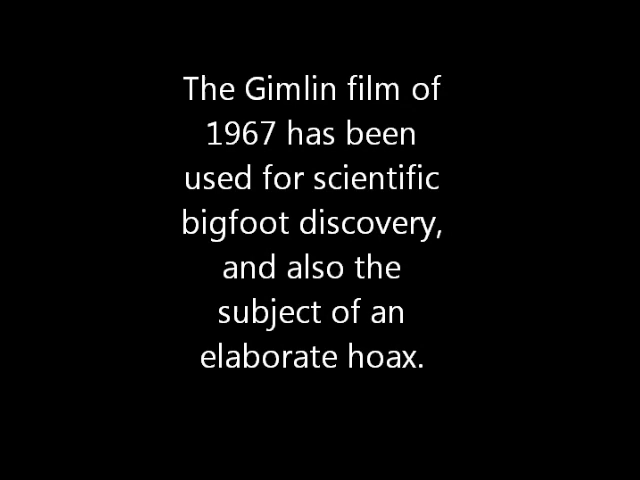 The Gimlin film of
1967 has been
used for scientific
bigfoot discovery,
and also the
subject of an
elaborate hoax.